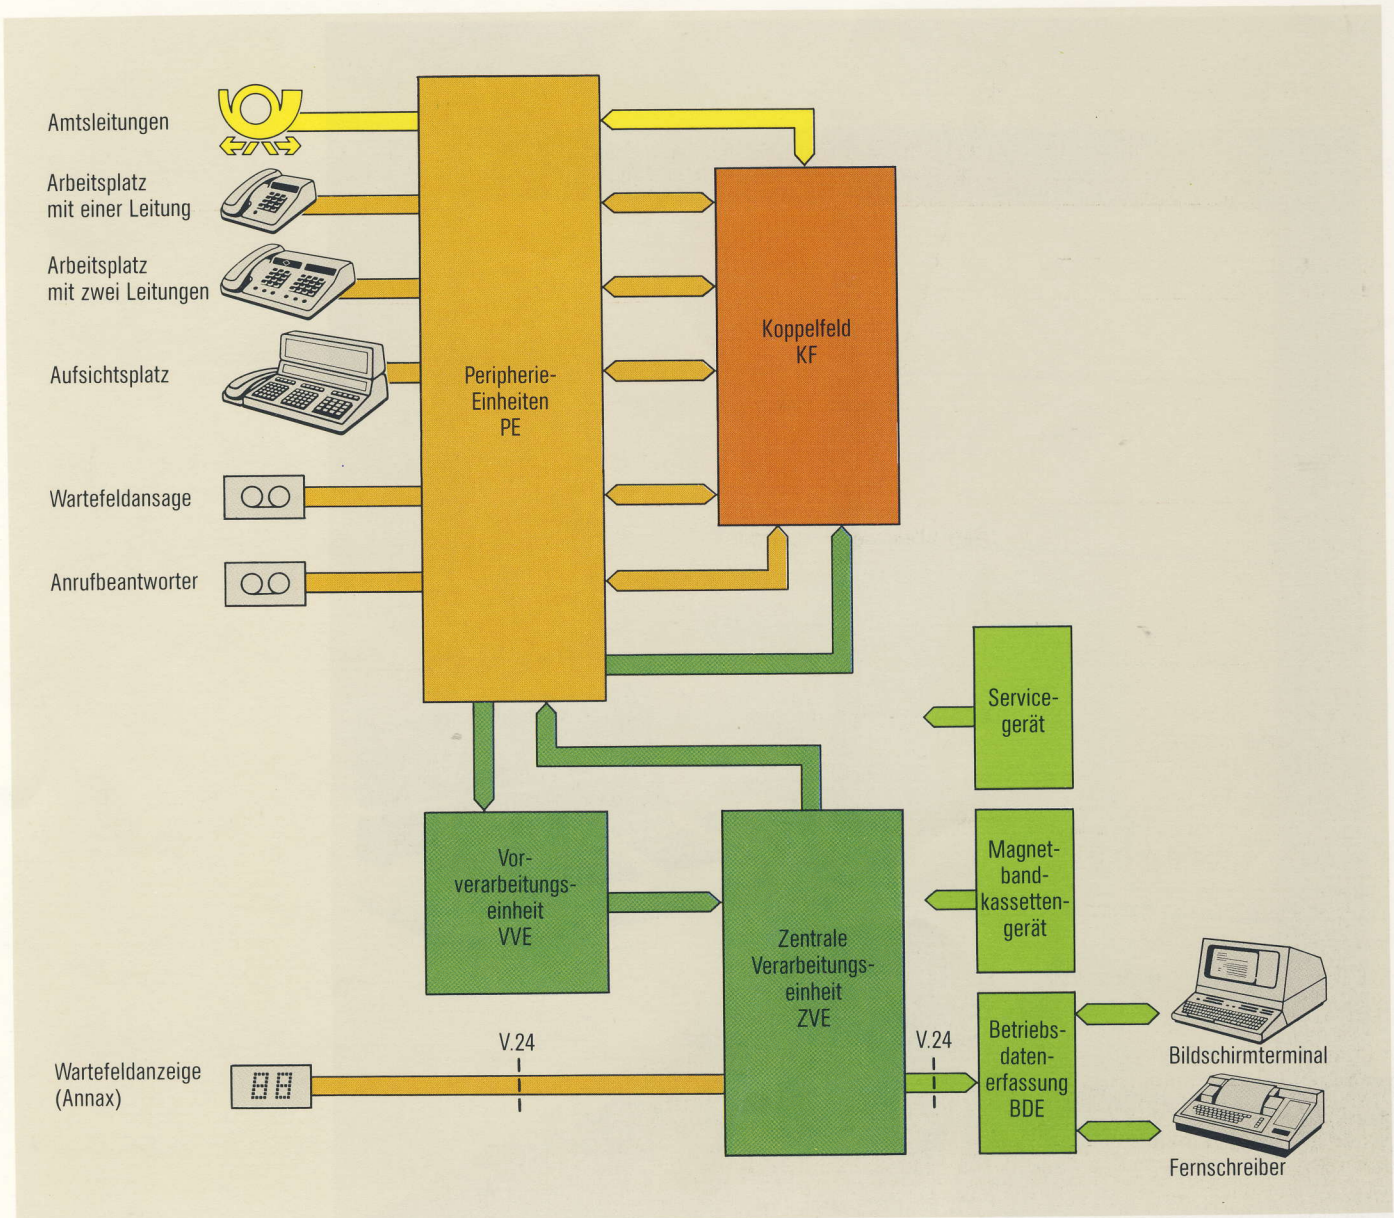 Amtsleitungen
Arbeitsplatz
mit einer Leitung
Arbeitsplatz
mit zwei Leitungen
Aufsichtsplatz
Wartefeldansage
Anrufbeantworter
Peripherie-
Einheiten
PE
Koppelfeld
KF
Service-
gerät
Magnet-
band-
kassetten-
gerät
Vor-
verarbeitungs-
einheit
VVE
Zentrale
Verarbeitungs-
einheit
ZVE
Betriebs-
daten-
erfassung
BDE
V.24
V.24
Wartefeldanzeige
(Annax)
88
Bildschirmterminal
Fernschreiber